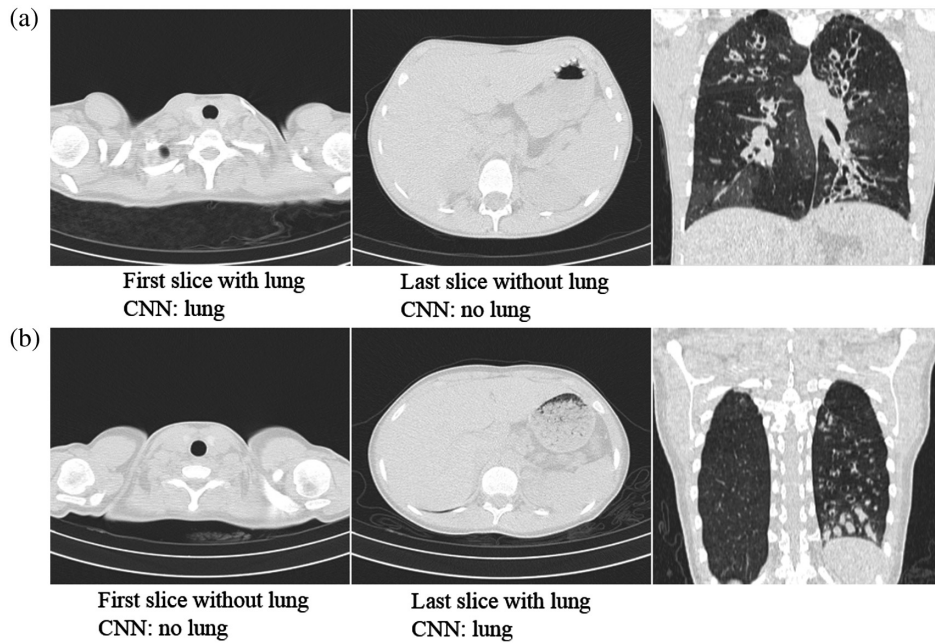 (a)
First slice with lung
CNN: lung
Last slice without lung
CNN: no lung
(b)
First slice without lung
CNN: no lung
Last slice with lung
CNN: lung